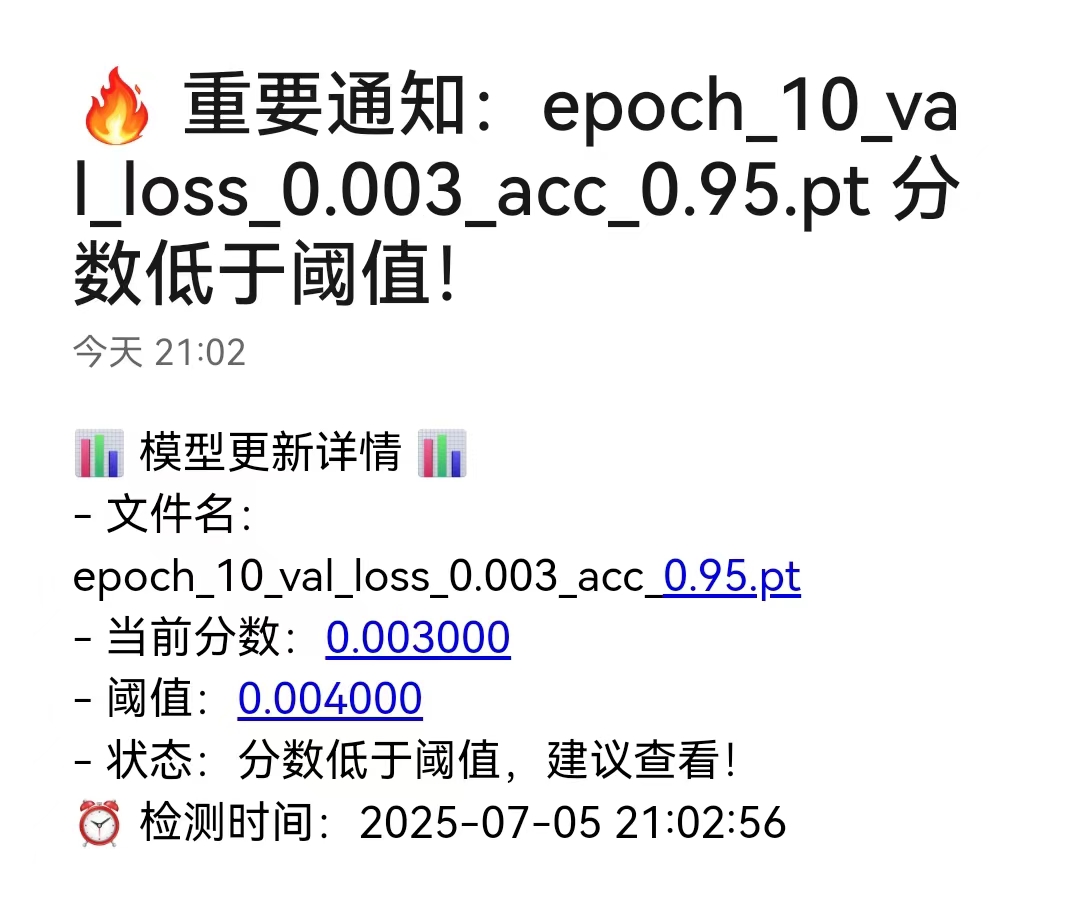 🔥 重要通知：epoch_10_va
l_loss_0.003_acc_0.95.pt 分
数低于阈值！
今天 21:02
📊 模型更新详情 📊
- 文件名：
epoch_10_val_loss_0.003_acc_0.95.pt
- 当前分数：0.003000
- 阈值：0.004000
- 状态：分数低于阈值，建议查看！
⏰ 检测时间：2025-07-05 21:02:56